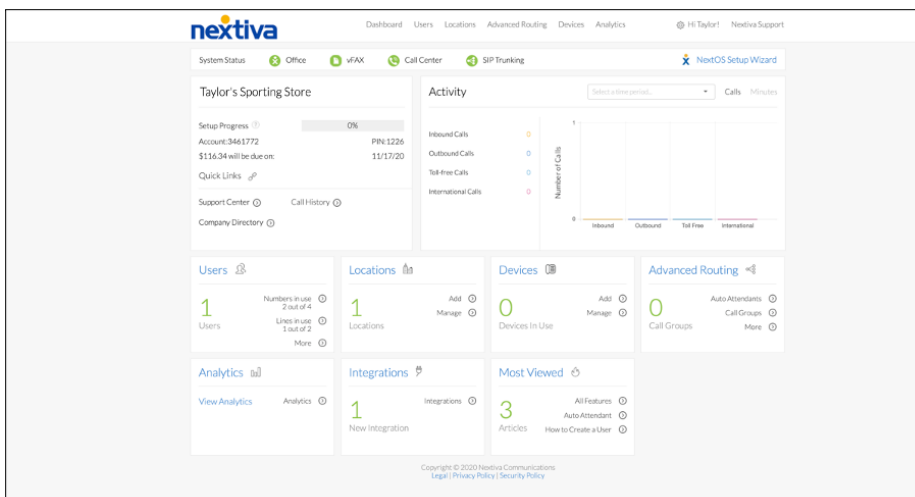 nextiva
Dashboard Users Locations Advanced Routing Devices Analytics
Hi Taylor! Nextiva Support
System Status Office vFAX Call Center SIP Trunking NextOS Setup Wizard
Taylor's Sporting Store
Setup Progress 0%
Account:3461772 PIN:1226
$116.34 will be due on: 11/17/20
Quick Links
Support Center Call History
Company Directory
Activity
Select a time period... Calls Minutes
Inbound Calls 0
Outbound Calls 0
Toll-free Calls 0
International Calls 0
Number of Calls
1
0
Inbound Outbound Toll Free International
Users
1
Users
Numbers in use
2 out of 4
Lines in use
1 out of 2
More
Locations
1
Locations
Add
Manage
Devices
0
Devices In Use
Add
Manage
Advanced Routing
0
Call Groups
Auto Attendants
Call Groups
More
Analytics
View Analytics Analytics
Integrations
1
New Integration
Integrations
Most Viewed
3
Articles
All Features
Auto Attendant
How to Create a User
Copyright © 2020 Nextiva Communications
Legal | Privacy Policy | Security Policy